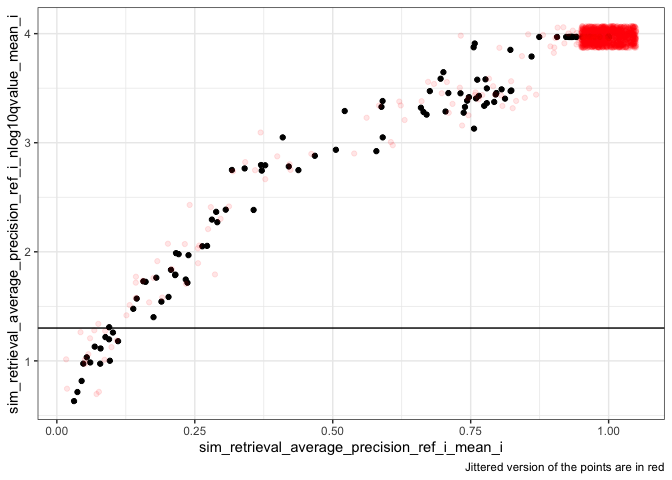 sim_retrieval_average_precision_ref_i_nlog10qvalue_mean_i
4
3
2
1
0.00 0.25 0.50 0.75 1.00
sim_retrieval_average_precision_ref_i_mean_i
Jittered version of the points are in red